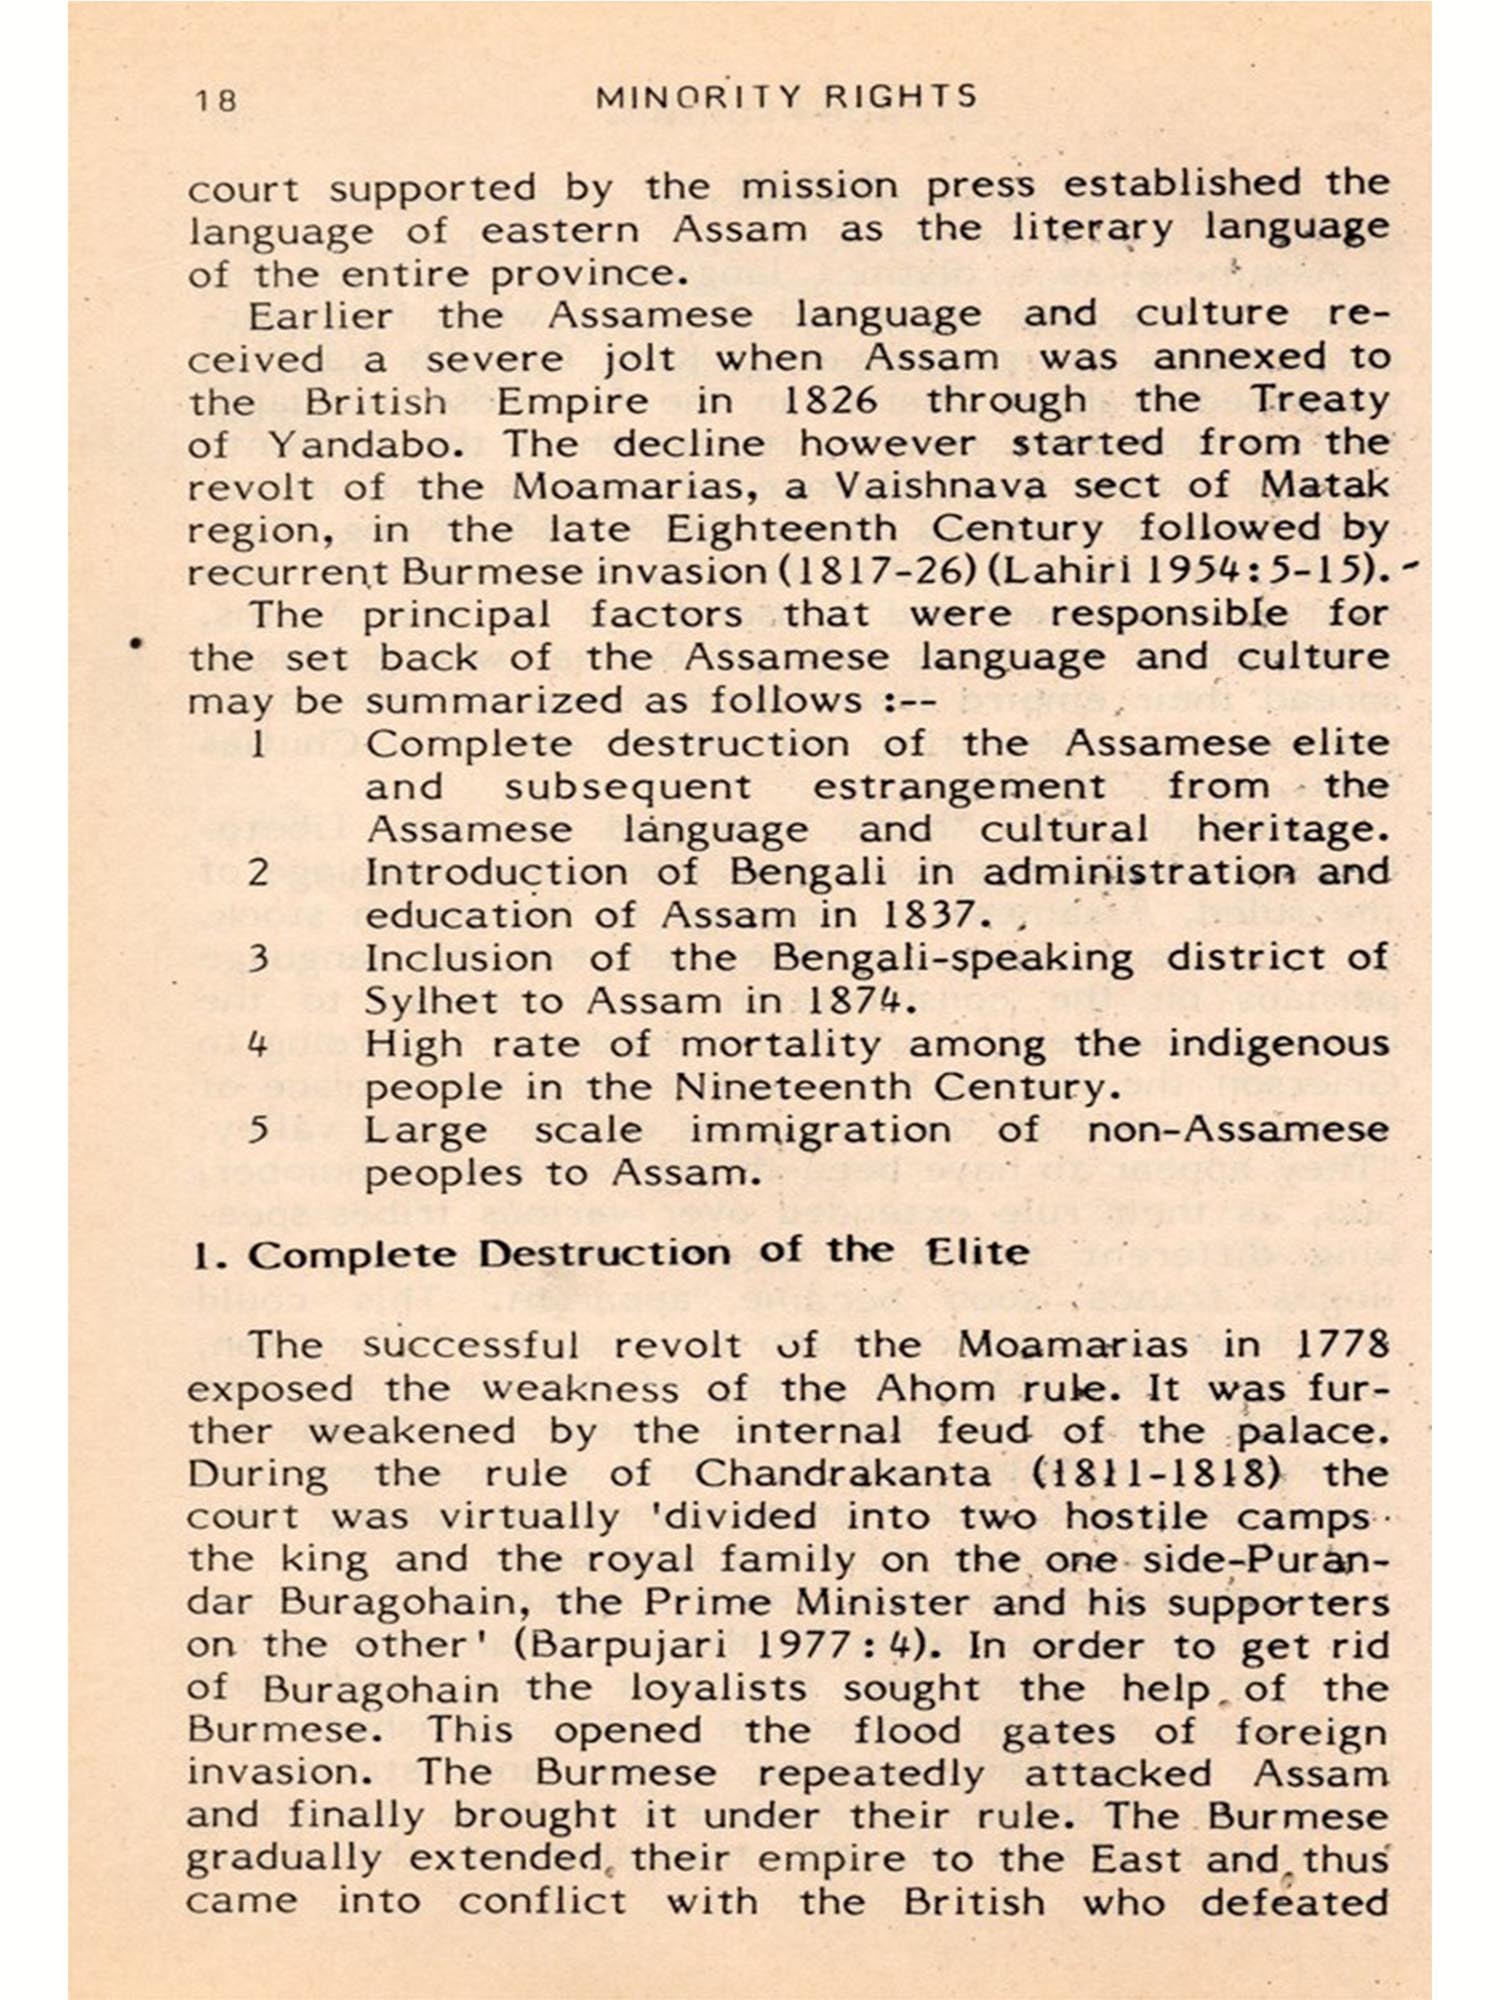 18 MINORITY RIGHTS
court supported by the mission press established the
language of eastern Assam as the literary language
of the entire province.
Earlier the Assamese language and culture re-
ceived a severe jolt when Assam was annexed to
the British Empire in 1826 through the Treaty
of Yandabo. The decline however started from the
revolt of the Moamarias, a Vaishnava sect of Matak
region, in the late Eighteenth Century followed by
recurrent Burmese invasion (1817-26) (Lahiri 1954:5-15).
The principal factors that were responsible for
the set back of the Assamese language and culture
may be summarized as follows :--
1 Complete destruction of the Assamese elite
and subsequent estrangement from the
Assamese language and cultural heritage.
2 Introduction of Bengali in administration and
education of Assam in 1837.
3 Inclusion of the Bengali-speaking district of
Sylhet to Assam in 1874.
4 High rate of mortality among the indigenous
people in the Nineteenth Century.
5 Large scale immigration of non-Assamese
peoples to Assam.
1. Complete Destruction of the Elite
The successful revolt of the Moamarias in 1778
exposed the weakness of the Ahom rule. It was fur-
ther weakened by the internal feud of the palace.
During the rule of Chandrakanta (1811-1818) the
court was virtually 'divided into two hostile camps
the king and the royal family on the one side-Puran-
dar Buragohain, the Prime Minister and his supporters
on the other' (Barpujari 1977 : 4). In order to get rid
of Buragohain the loyalists sought the help of the
Burmese. This opened the flood gates of foreign
invasion. The Burmese repeatedly attacked Assam
and finally brought it under their rule. The Burmese
gradually extended their empire to the East and thus
came into conflict with the British who defeated